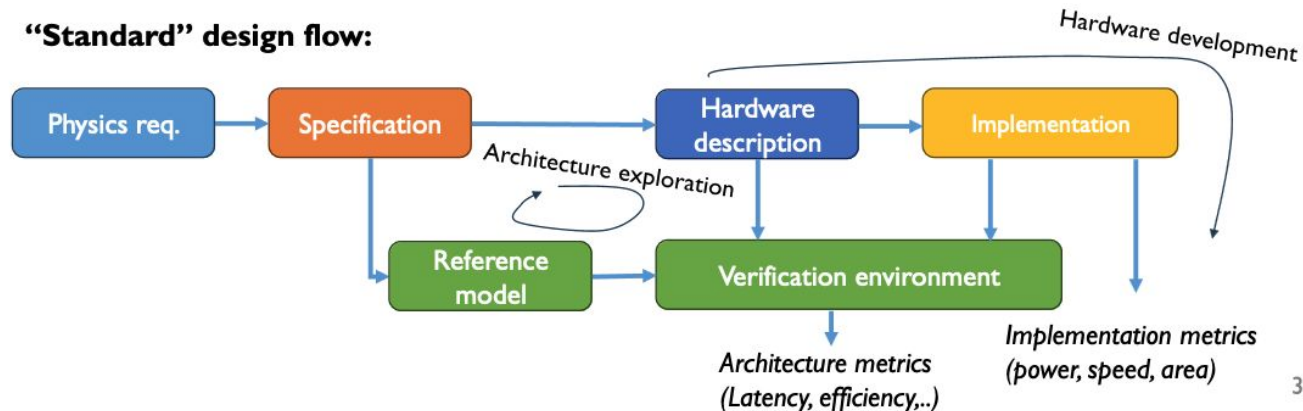 “Standard” design flow:
Hardware development
Physics req.
Specification
Hardware
description
Implementation
Architecture exploration
Reference
model
Verification environment
Architecture metrics
(Latency, efficiency,..)
Implementation metrics
(power, speed, area)
3